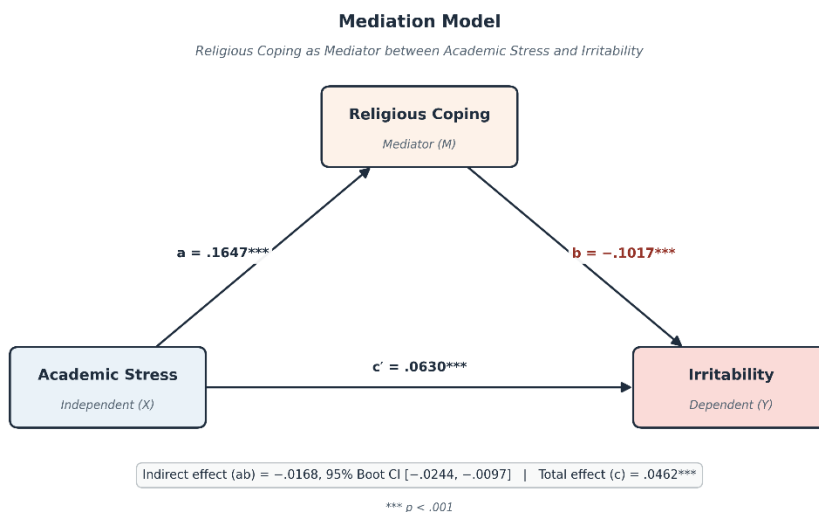 Mediation Model
Religious Coping as Mediator between Academic Stress and Irritability
Religious Coping
Mediator (M)
a = .1647***
b = −.1017***
c′ = .0630***
Academic Stress
Independent (X)
Irritability
Dependent (Y)
Indirect effect (ab) = −.0168, 95% Boot CI [−.0244, −.0097]   |   Total effect (c) = .0462***
*** p < .001